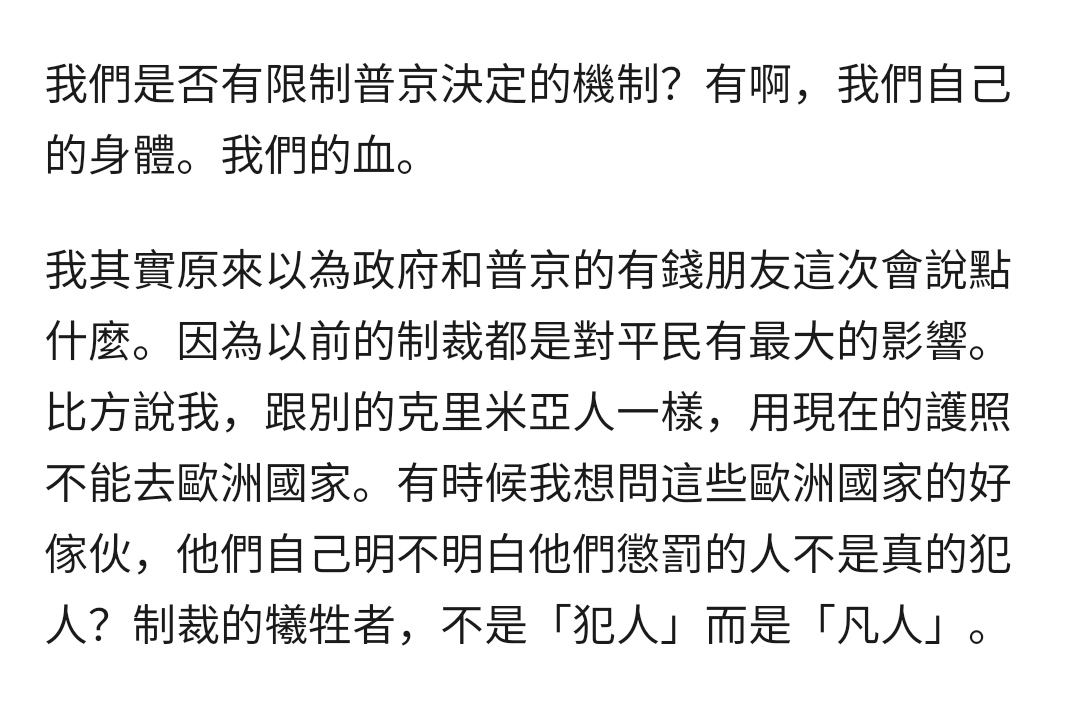 我們是否有限制普京決定的機制？有啊，我們自己
的身體。我們的血。
我其實原來以為政府和普京的有錢朋友這次會說點
什麼。因為以前的制裁都是對平民有最大的影響。
比方說我，跟別的克里米亞人一樣，用現在的護照
不能去歐洲國家。有時候我想問這些歐洲國家的好
傢伙，他們自己明不明白他們懲罰的人不是真的犯
人？制裁的犧牲者，不是「犯人」而是「凡人」。